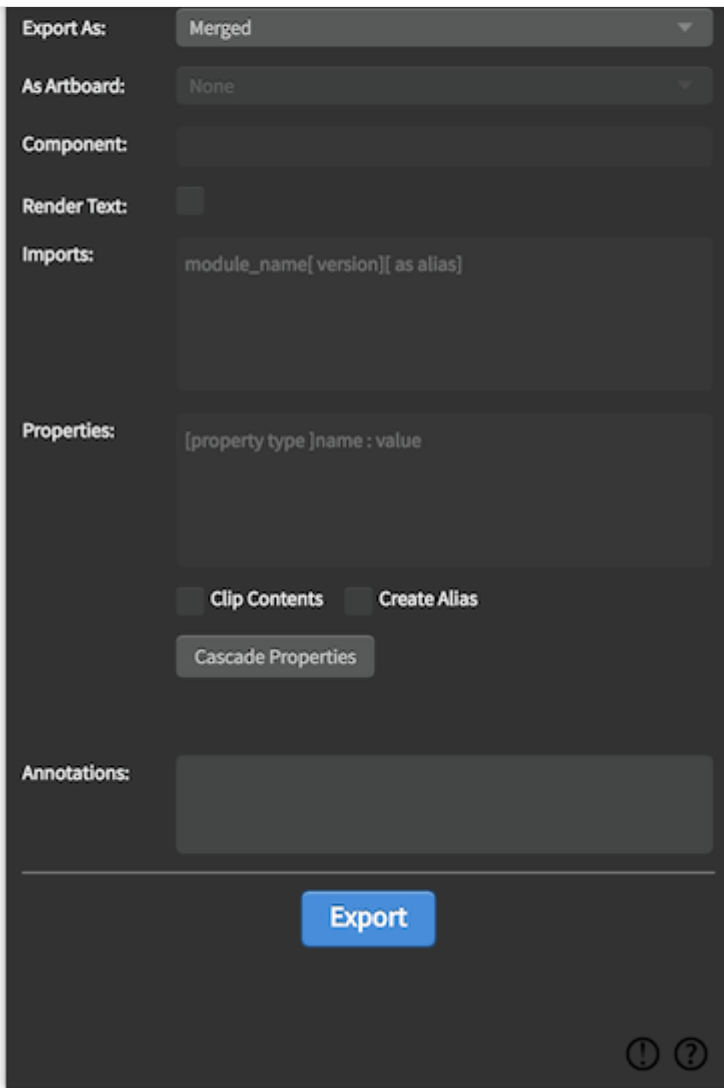 Export As: Merged
As Artboard: None
Component:
Render Text:
Imports: module_name[ version][ as alias]
Properties: [property type ]name : value
Clip Contents Create Alias
Cascade Properties
Annotations:
Export
! ?